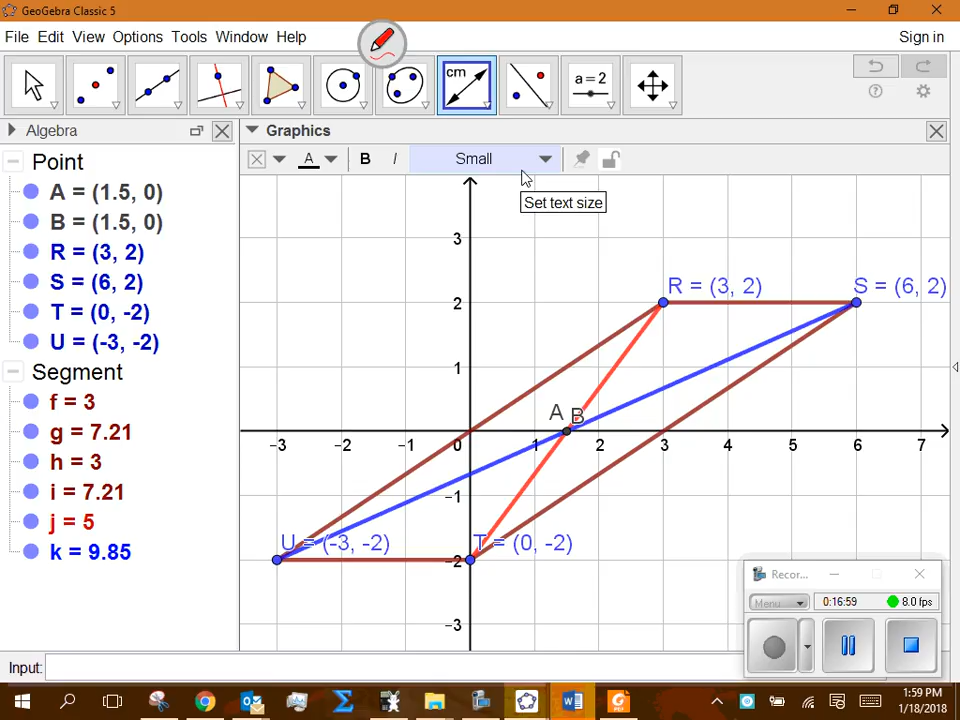 GeoGebra Classic 5
File Edit View Options Tools Window Help Sign in
cm
a = 2
Algebra
Graphics
A B I Small
Set text size
Point
A = (1.5, 0)
B = (1.5, 0)
R = (3, 2)
S = (6, 2)
T = (0, -2)
U = (-3, -2)
Segment
f = 3
g = 7.21
h = 3
i = 7.21
j = 5
k = 9.85
3
2
1
–1
–2
–3
–3 –2 –1 0 1 2 3 4 5 6 7
R = (3, 2)
S = (6, 2)
A B
U = (-3, -2)
T = (0, -2)
Recor...
Menu 0:16:59 8.0 fps
Input:
1:59 PM
1/18/2018